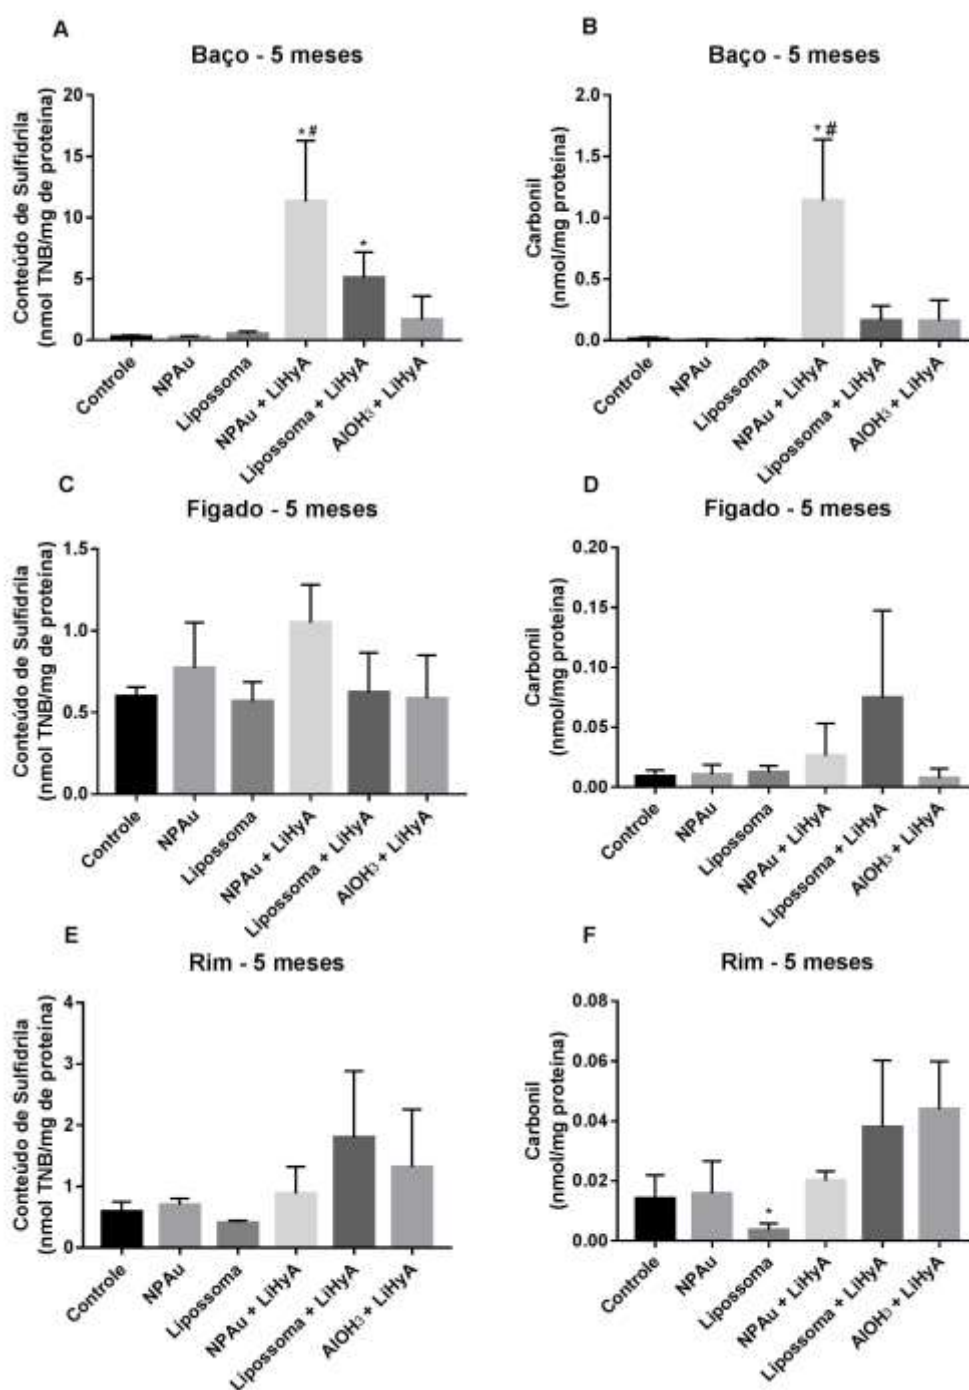 A
Baço - 5 meses
Conteúdo de Sulfidrila
(nmol TNB/mg de proteína)
20
15
10
5
0
*#
*
Controle
NPAu
Lipossoma
NPAu + LiHyA
Lipossoma + LiHyA
AlOH3 + LiHyA
B
Baço - 5 meses
Carbonil
(nmol/mg proteína)
2.0
1.5
1.0
0.5
0.0
*#
Controle
NPAu
Lipossoma
NPAu + LiHyA
Lipossoma + LiHyA
AlOH3 + LiHyA
C
Figado - 5 meses
Conteúdo de Sulfidrila
(nmol TNB/mg de proteína)
1.5
1.0
0.5
0.0
Controle
NPAu
Lipossoma
NPAu + LiHyA
Lipossoma + LiHyA
AlOH3 + LiHyA
D
Figado - 5 meses
Carbonil
(nmol/mg proteína)
0.20
0.15
0.10
0.05
0.00
Controle
NPAu
Lipossoma
NPAu + LiHyA
Lipossoma + LiHyA
AlOH3 + LiHyA
E
Rim - 5 meses
Conteúdo de Sulfidrila
(nmol TNB/mg de proteína)
4
3
2
1
0
Controle
NPAu
Lipossoma
NPAu + LiHyA
Lipossoma + LiHyA
AlOH3 + LiHyA
F
Rim - 5 meses
Carbonil
(nmol/mg proteína)
0.08
0.06
0.04
0.02
0.00
*
Controle
NPAu
Lipossoma
NPAu + LiHyA
Lipossoma + LiHyA
AlOH3 + LiHyA